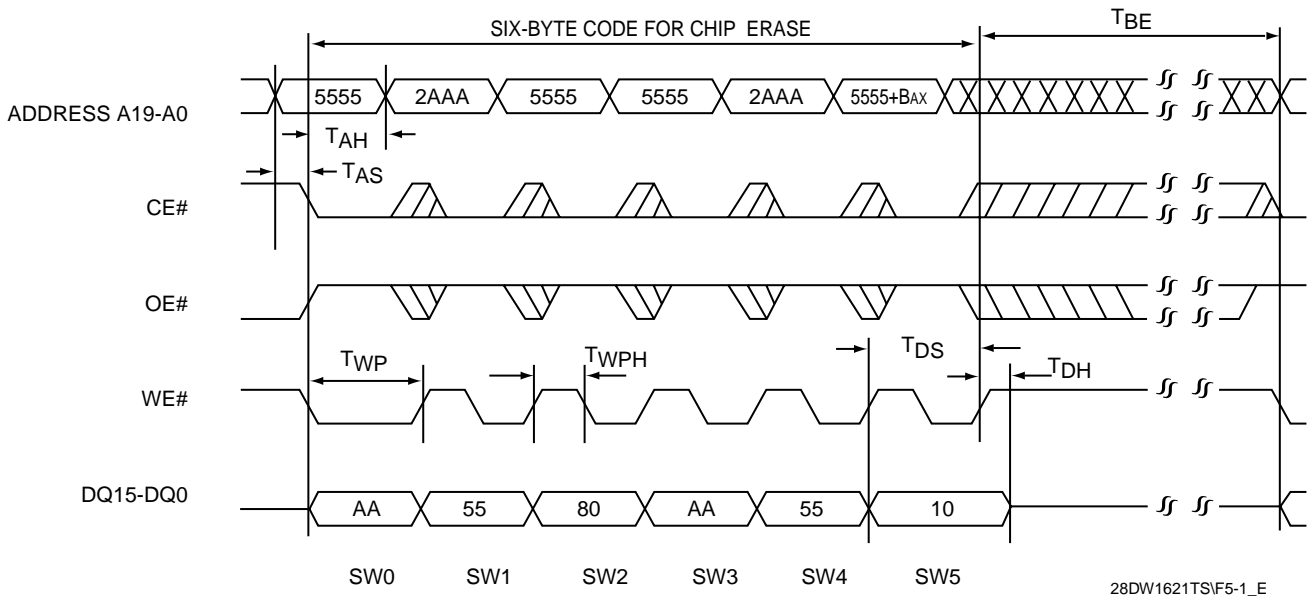 SIX-BYTE CODE FOR CHIP ERASE
TBE
ADDRESS A19-A0
5555
2AAA
5555
5555
2AAA
5555+BAX
TAH
TAS
CE#
OE#
TWP
TWPH
TDS
TDH
WE#
DQ15-DQ0
AA
55
80
AA
55
10
SW0
SW1
SW2
SW3
SW4
SW5
28DW1621TS\F5-1_E